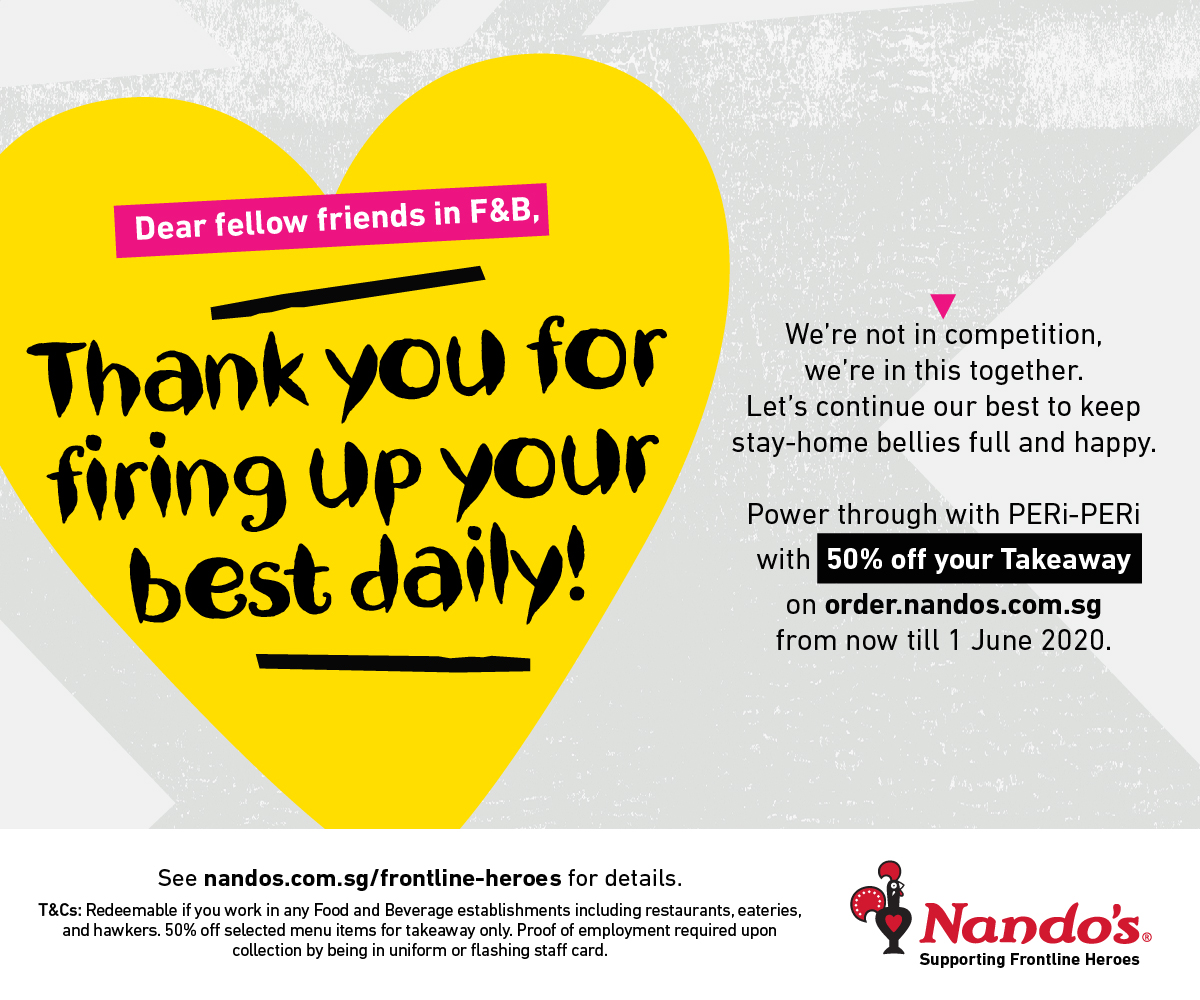 Dear fellow friends in F&B,
Thank you for
firing up your
best daily!
We’re not in competition,
we’re in this together.
Let’s continue our best to keep
stay-home bellies full and happy.
Power through with PERi-PERi
with 50% off your Takeaway
on order.nandos.com.sg
from now till 1 June 2020.
See nandos.com.sg/frontline-heroes for details.
T&Cs: Redeemable if you work in any Food and Beverage establishments including restaurants, eateries,
and hawkers. 50% off selected menu items for takeaway only. Proof of employment required upon
collection by being in uniform or flashing staff card.
Nando’s®
Supporting Frontline Heroes